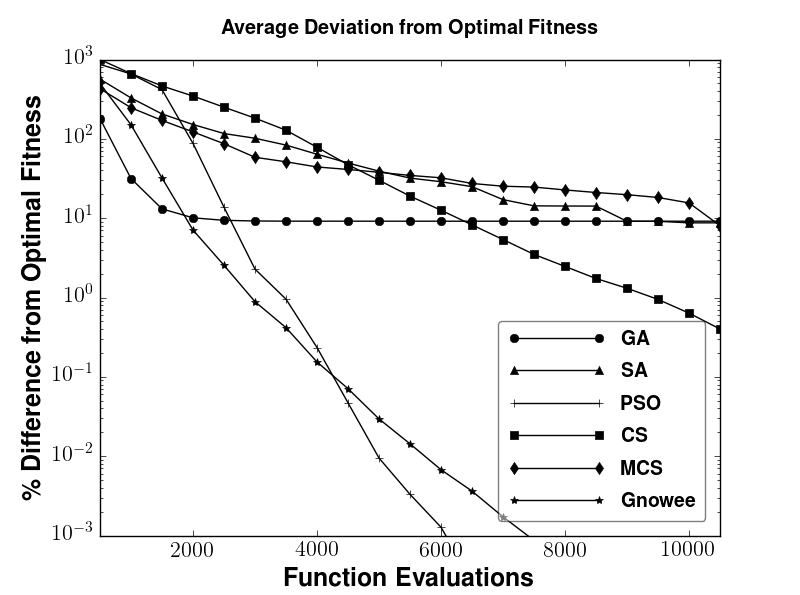 Average Deviation from Optimal Fitness
% Difference from Optimal Fitness
10^3
10^2
10^1
10^0
10^−1
10^−2
10^−3
GA
SA
PSO
CS
MCS
Gnowee
2000 4000 6000 8000 10000
Function Evaluations